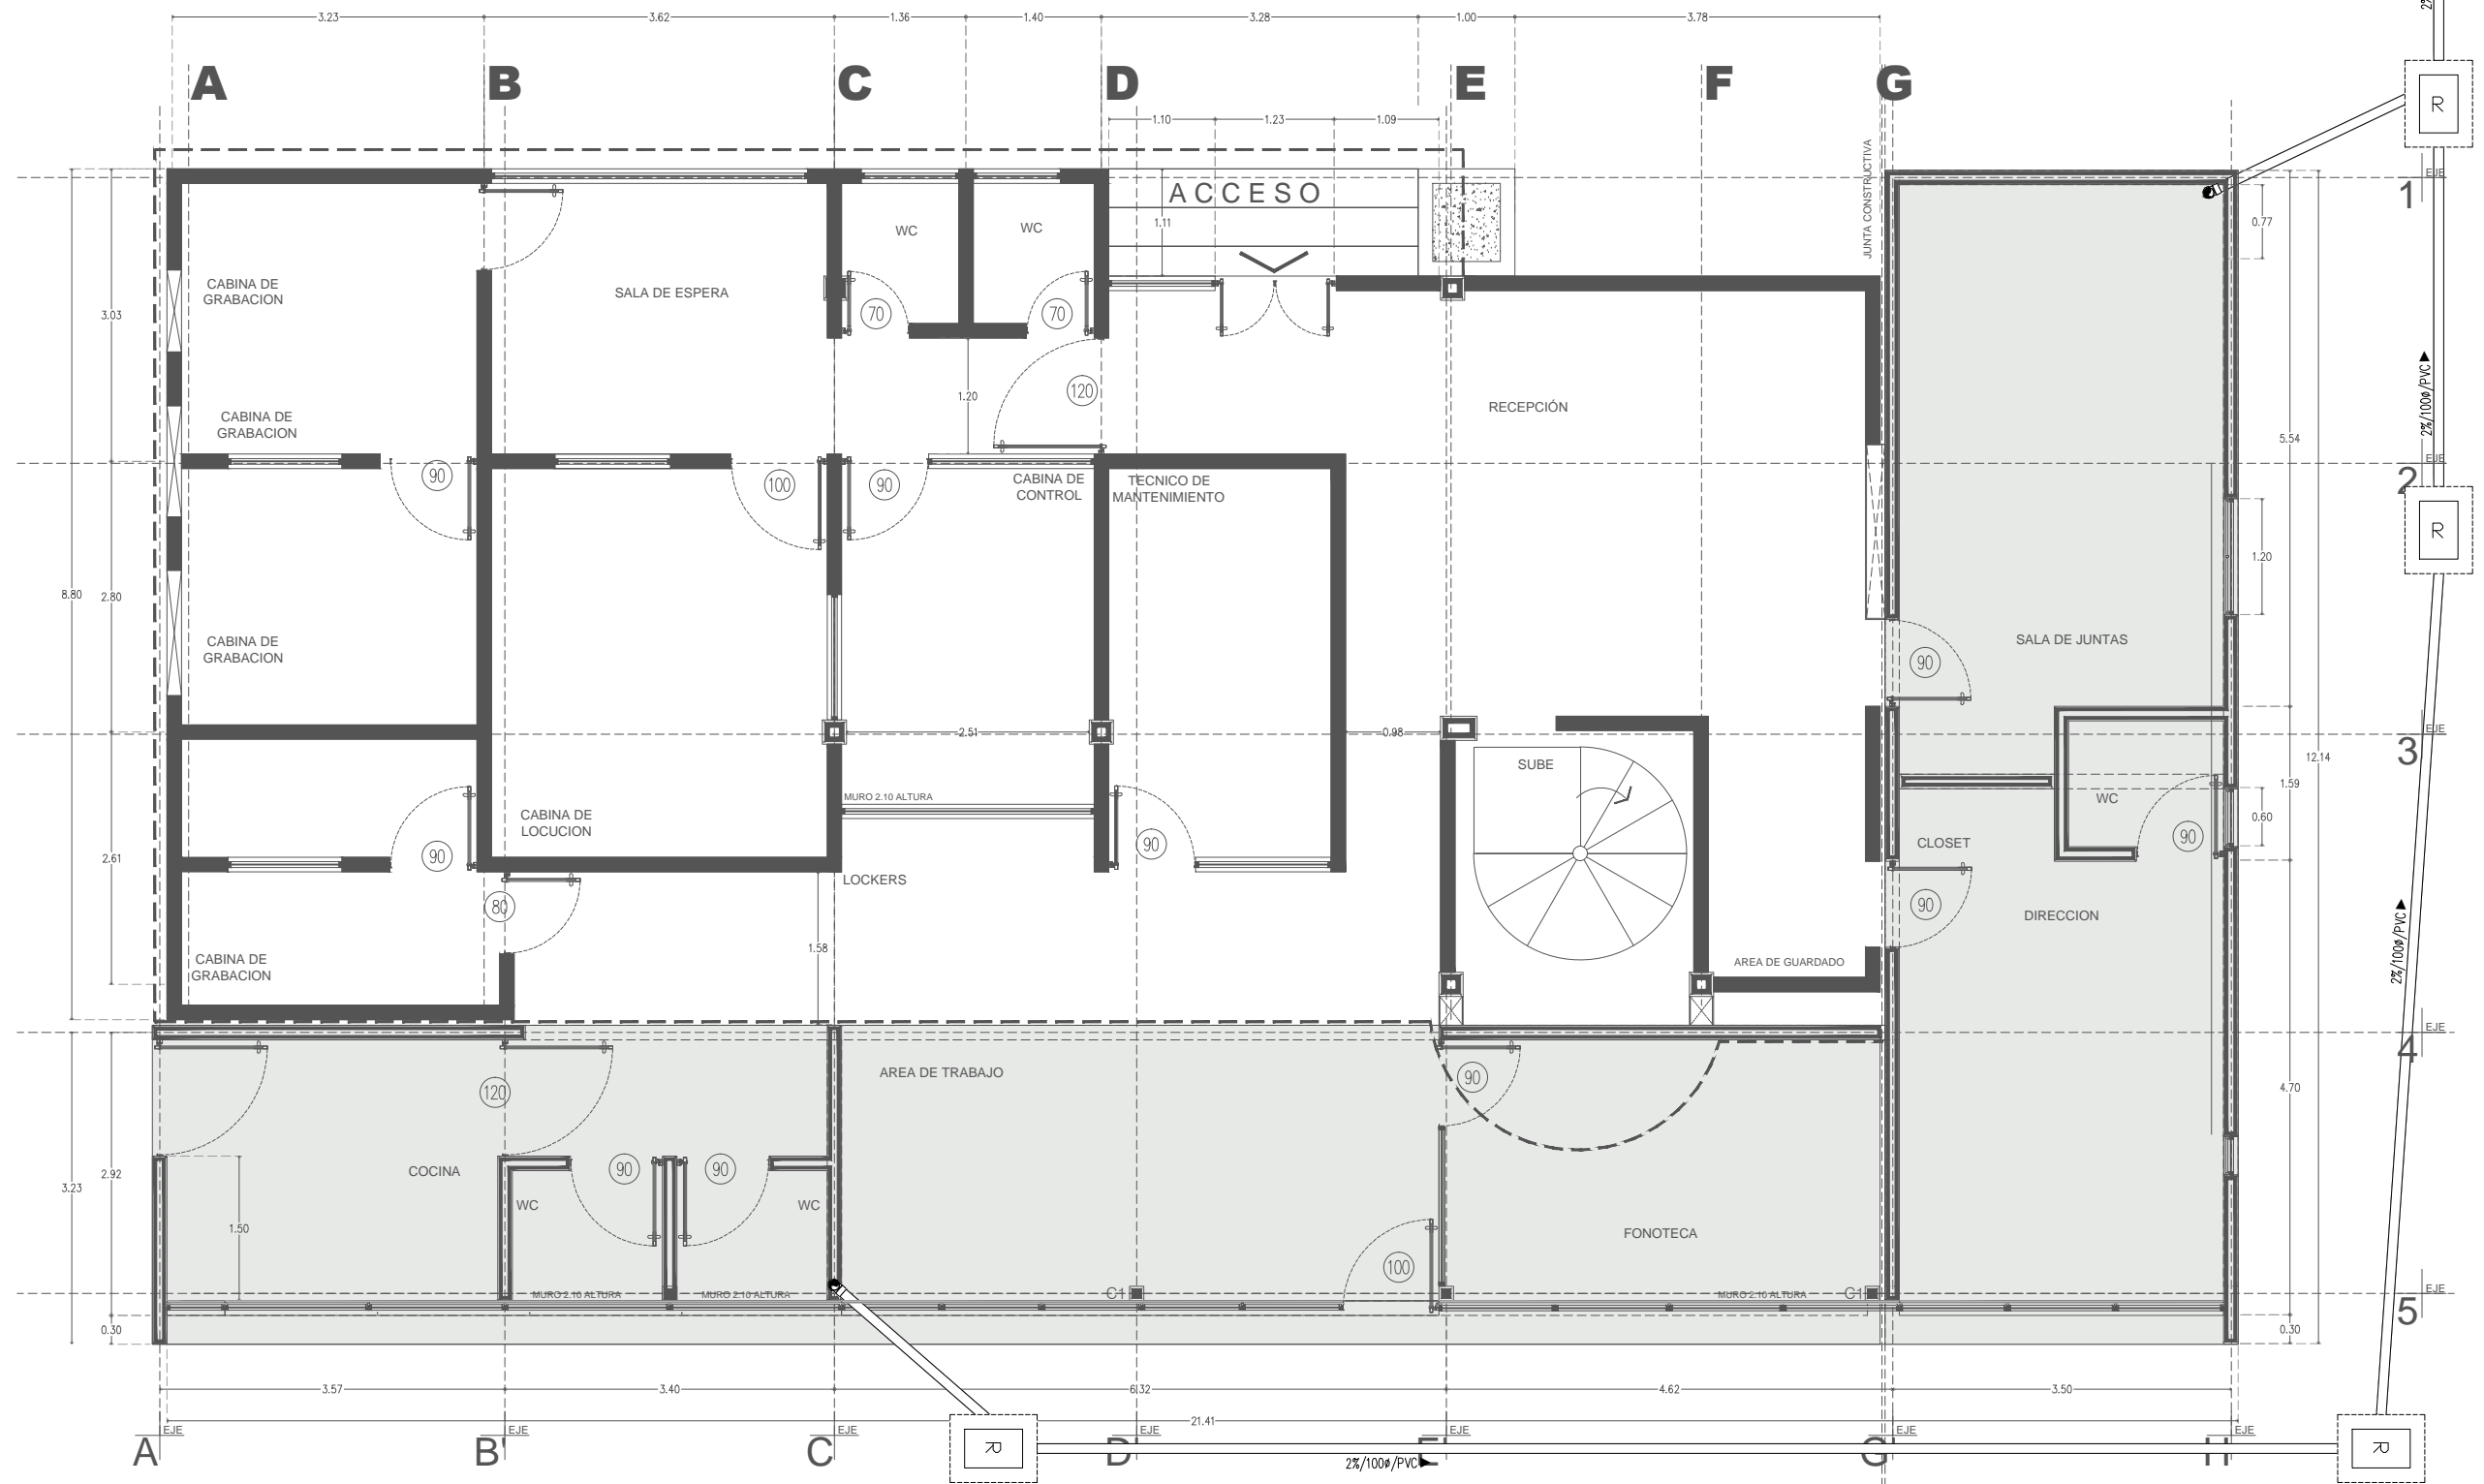 3.23 3.62 1.36 1.40 3.28 1.00 3.78
A B C D E F G
1.10 1.23 1.09
R
ACCESO
JUNTA CONSTRUCTIVA
EJE
1
0.77
1.11
WC
WC
CABINA DE
GRABACION
SALA DE ESPERA
3.03
70
70
2%/100ø/PVC
120
1.20
RECEPCIÓN
CABINA DE
GRABACION
5.54
EJE
2
90
100
90
CABINA DE
CONTROL
TECNICO DE
MANTENIMIENTO
R
1.20
8.80
2.80
CABINA DE
GRABACION
SALA DE JUNTAS
90
2.51
0.98
EJE
3
12.14
SUBE
1.59
MURO 2.10 ALTURA
WC
0.60
CABINA DE
LOCUCION
90
90
90
CLOSET
2.61
LOCKERS
80
90
DIRECCION
2%/100ø/PVC
1.58
CABINA DE
GRABACION
AREA DE GUARDADO
EJE
4
AREA DE TRABAJO
90
120
4.70
COCINA
90
90
2.92
3.23
WC
WC
1.50
FONOTECA
100
MURO 2.10 ALTURA
MURO 2.10 ALTURA
C1
MURO 2.10 ALTURA
C1
EJE
5
0.30
0.30
3.57 3.40 6.32 4.62 3.50
21.41
EJE EJE EJE EJE EJE EJE EJE
A B' C D' E' G' H
R
R
2%/100ø/PVC